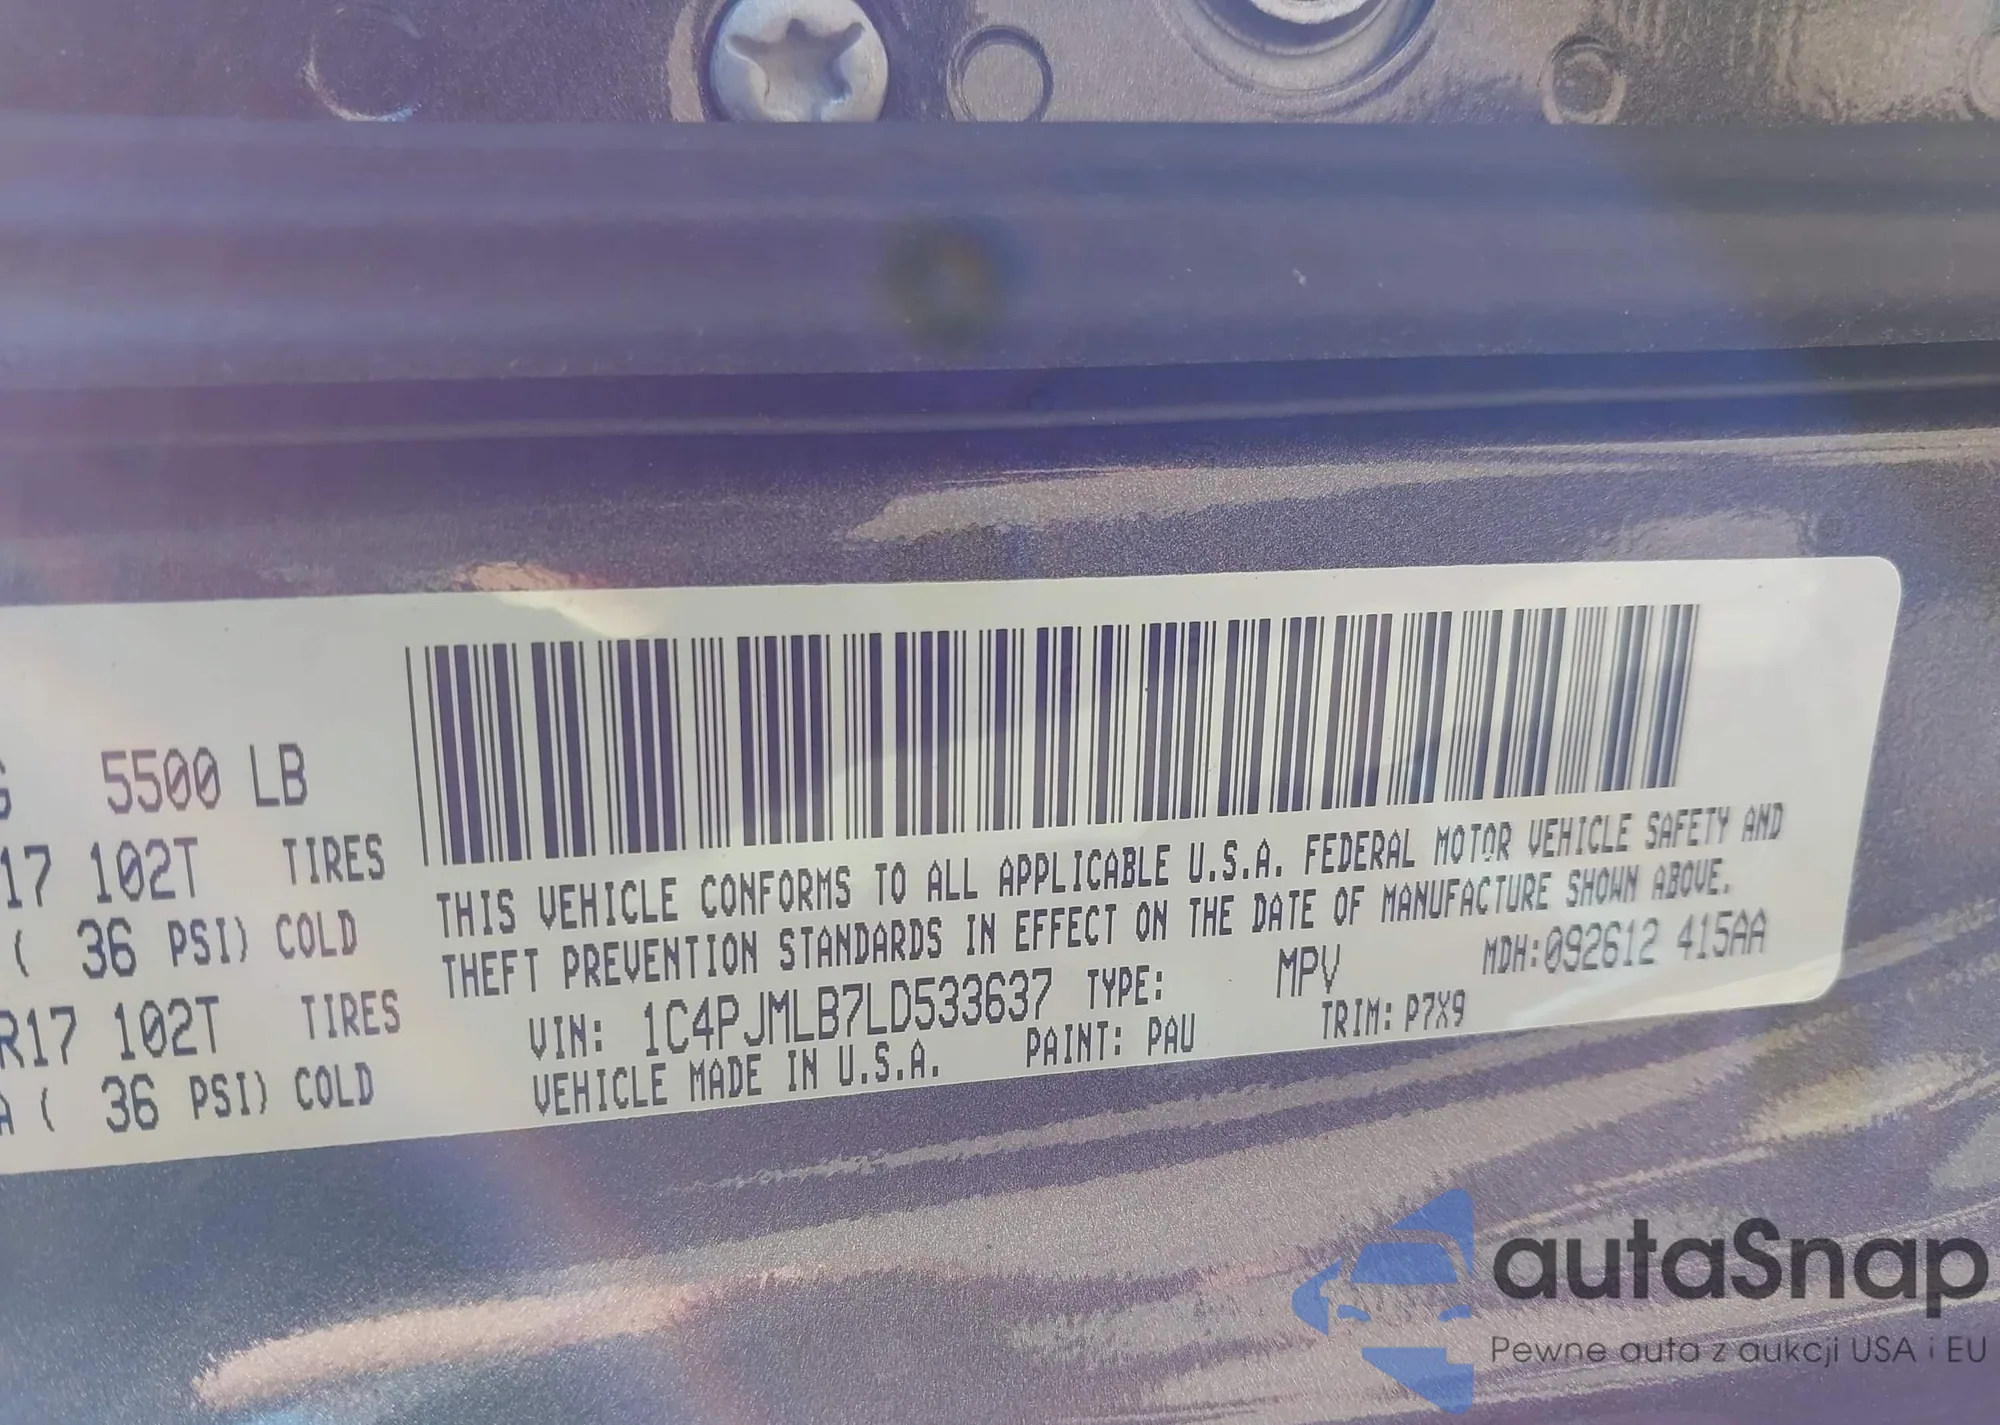 5500 LB
17 102T TIRES
( 36 PSI) COLD
R17 102T TIRES
A ( 36 PSI) COLD
THIS VEHICLE CONFORMS TO ALL APPLICABLE U.S.A. FEDERAL MOTOR VEHICLE SAFETY AND
THEFT PREVENTION STANDARDS IN EFFECT ON THE DATE OF MANUFACTURE SHOWN ABOVE.
VIN: 1C4PJMLB7LD533637 TYPE: MPV MDH:092612 415AA
VEHICLE MADE IN U.S.A. PAINT: PAU TRIM: P7X9
autaSnap
Pewne auta z aukcji USA i EU